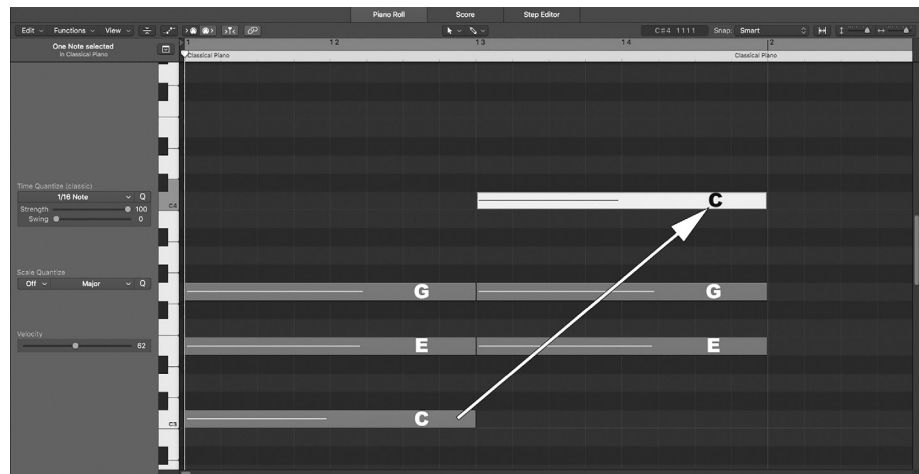 Piano Roll Score Step Editor
Edit Functions View C#4 1111 Snap: Smart
One Note selected
in Classical Piano
1 1 2 1 3 1 4 2
Classical Piano Classical Piano
Time Quantize (classic)
1/16 Note Q
Strength 100
Swing 0
C4 C
Scale Quantize
Off Major Q
G G
Velocity
62
E E
C3 C